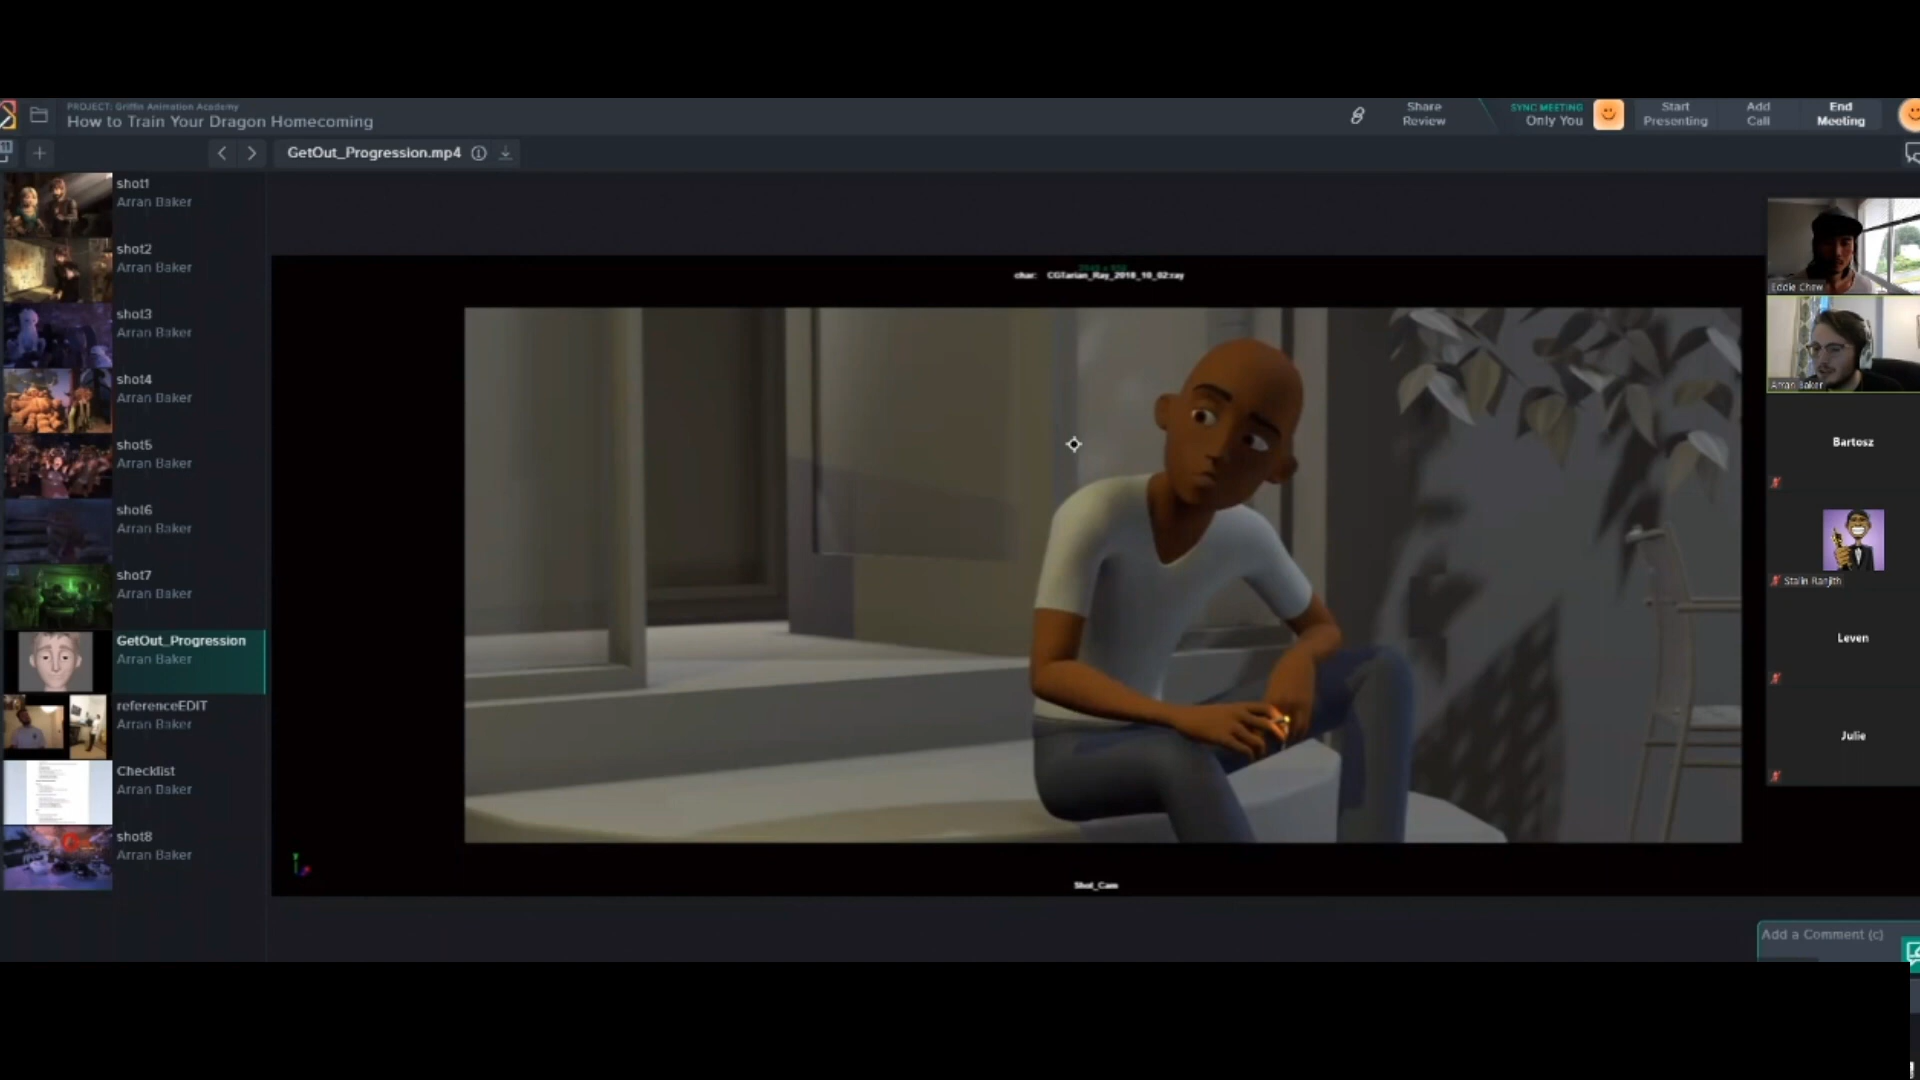 PROJECT: Griffin Animation Academy
How to Train Your Dragon Homecoming
Share
Review
SYNC MEETING
Only You
Start
Presenting
Add
Call
End
Meeting
GetOut_Progression.mp4
shot1
Arran Baker
shot2
Arran Baker
shot3
Arran Baker
shot4
Arran Baker
shot5
Arran Baker
shot6
Arran Baker
shot7
Arran Baker
GetOut_Progression
Arran Baker
referenceEDIT
Arran Baker
Checklist
Arran Baker
shot8
Arran Baker
char: CGTarian_Ray_2018_10_02:ray
Shot_Cam
Eddie Chew
Arran Baker
Bartosz
Stalin Ranjith
Leven
Julie
Add a Comment (c)